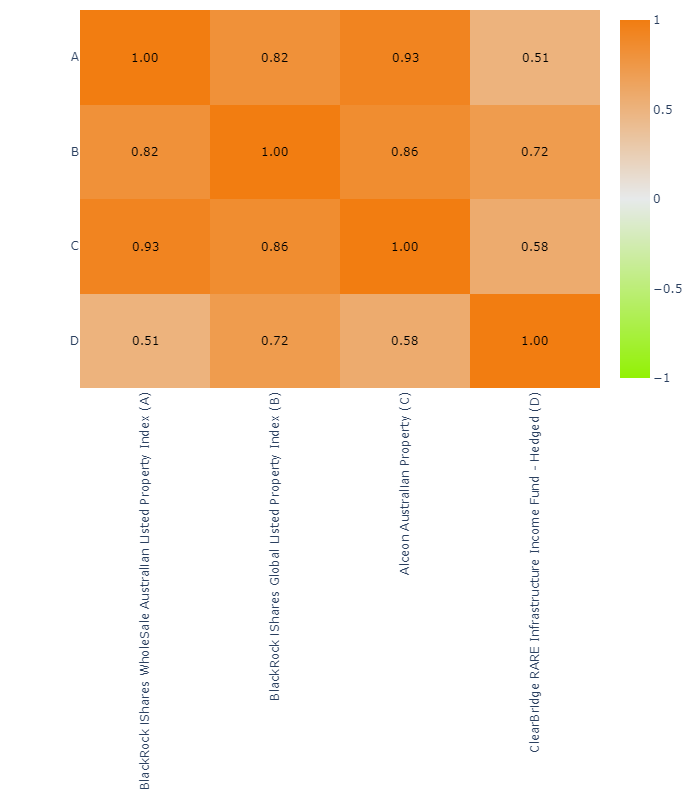 A
1.00
0.82
0.93
0.51
B
0.82
1.00
0.86
0.72
C
0.93
0.86
1.00
0.58
D
0.51
0.72
0.58
1.00
1
0.5
0
−0.5
−1
BlackRock IShares WholeSale Australian Listed Property Index (A)
BlackRock IShares Global Listed Property Index (B)
Alceon Australian Property (C)
ClearBridge RARE Infrastructure Income Fund - Hedged (D)